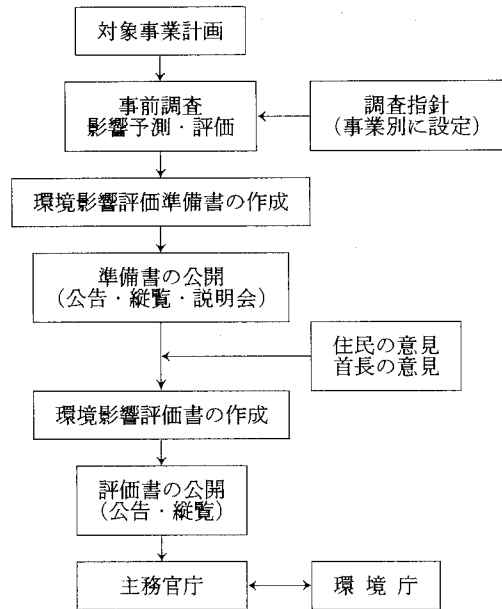 対象事業計画
事前調査
影響予測・評価
調査指針
(事業別に設定)
環境影響評価準備書の作成
準備書の公開
(公告・縦覧・説明会)
住民の意見
首長の意見
環境影響評価書の作成
評価書の公開
(公告・縦覧)
主務官庁
環境庁